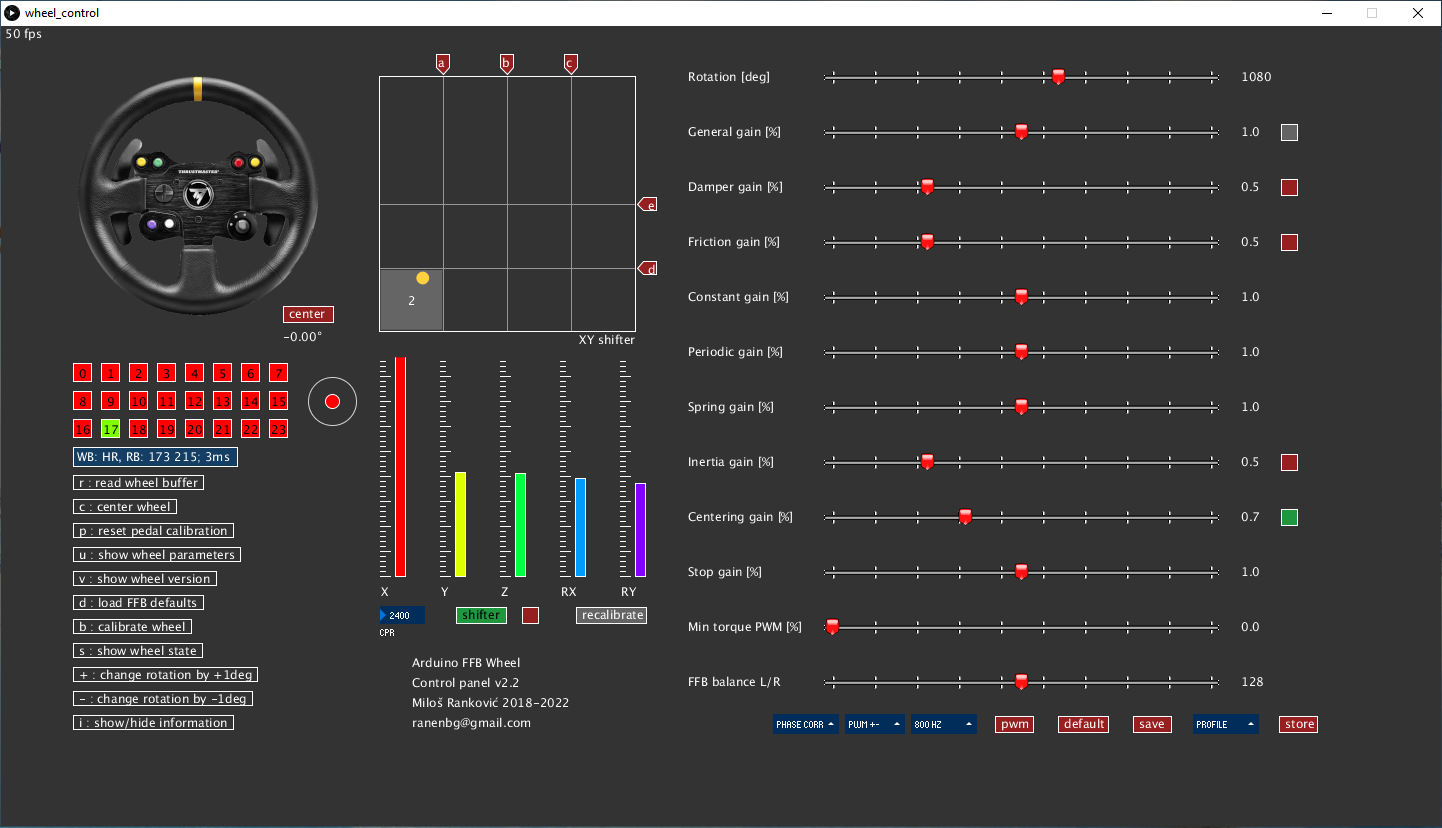 wheel_control
50 fps
a b c
e
d
2
XY shifter
THRUSTMASTER
center
-0.00°
0 1 2 3 4 5 6 7
8 9 10 11 12 13 14 15
16 17 18 19 20 21 22 23
WB: HR, RB: 173 215; 3ms
r : read wheel buffer
c : center wheel
p : reset pedal calibration
u : show wheel parameters
v : show wheel version
d : load FFB defaults
b : calibrate wheel
s : show wheel state
+ : change rotation by +1deg
- : change rotation by -1deg
i : show/hide information
X Y Z RX RY
2400 shifter recalibrate
CPR
Arduino FFB Wheel
Control panel v2.2
Miloš Ranković 2018-2022
ranenbg@gmail.com
Rotation [deg] 1080
General gain [%] 1.0
Damper gain [%] 0.5
Friction gain [%] 0.5
Constant gain [%] 1.0
Periodic gain [%] 1.0
Spring gain [%] 1.0
Inertia gain [%] 0.5
Centering gain [%] 0.7
Stop gain [%] 1.0
Min torque PWM [%] 0.0
FFB balance L/R 128
PHASE CORR PWM +- 800 HZ pwm default save PROFILE store